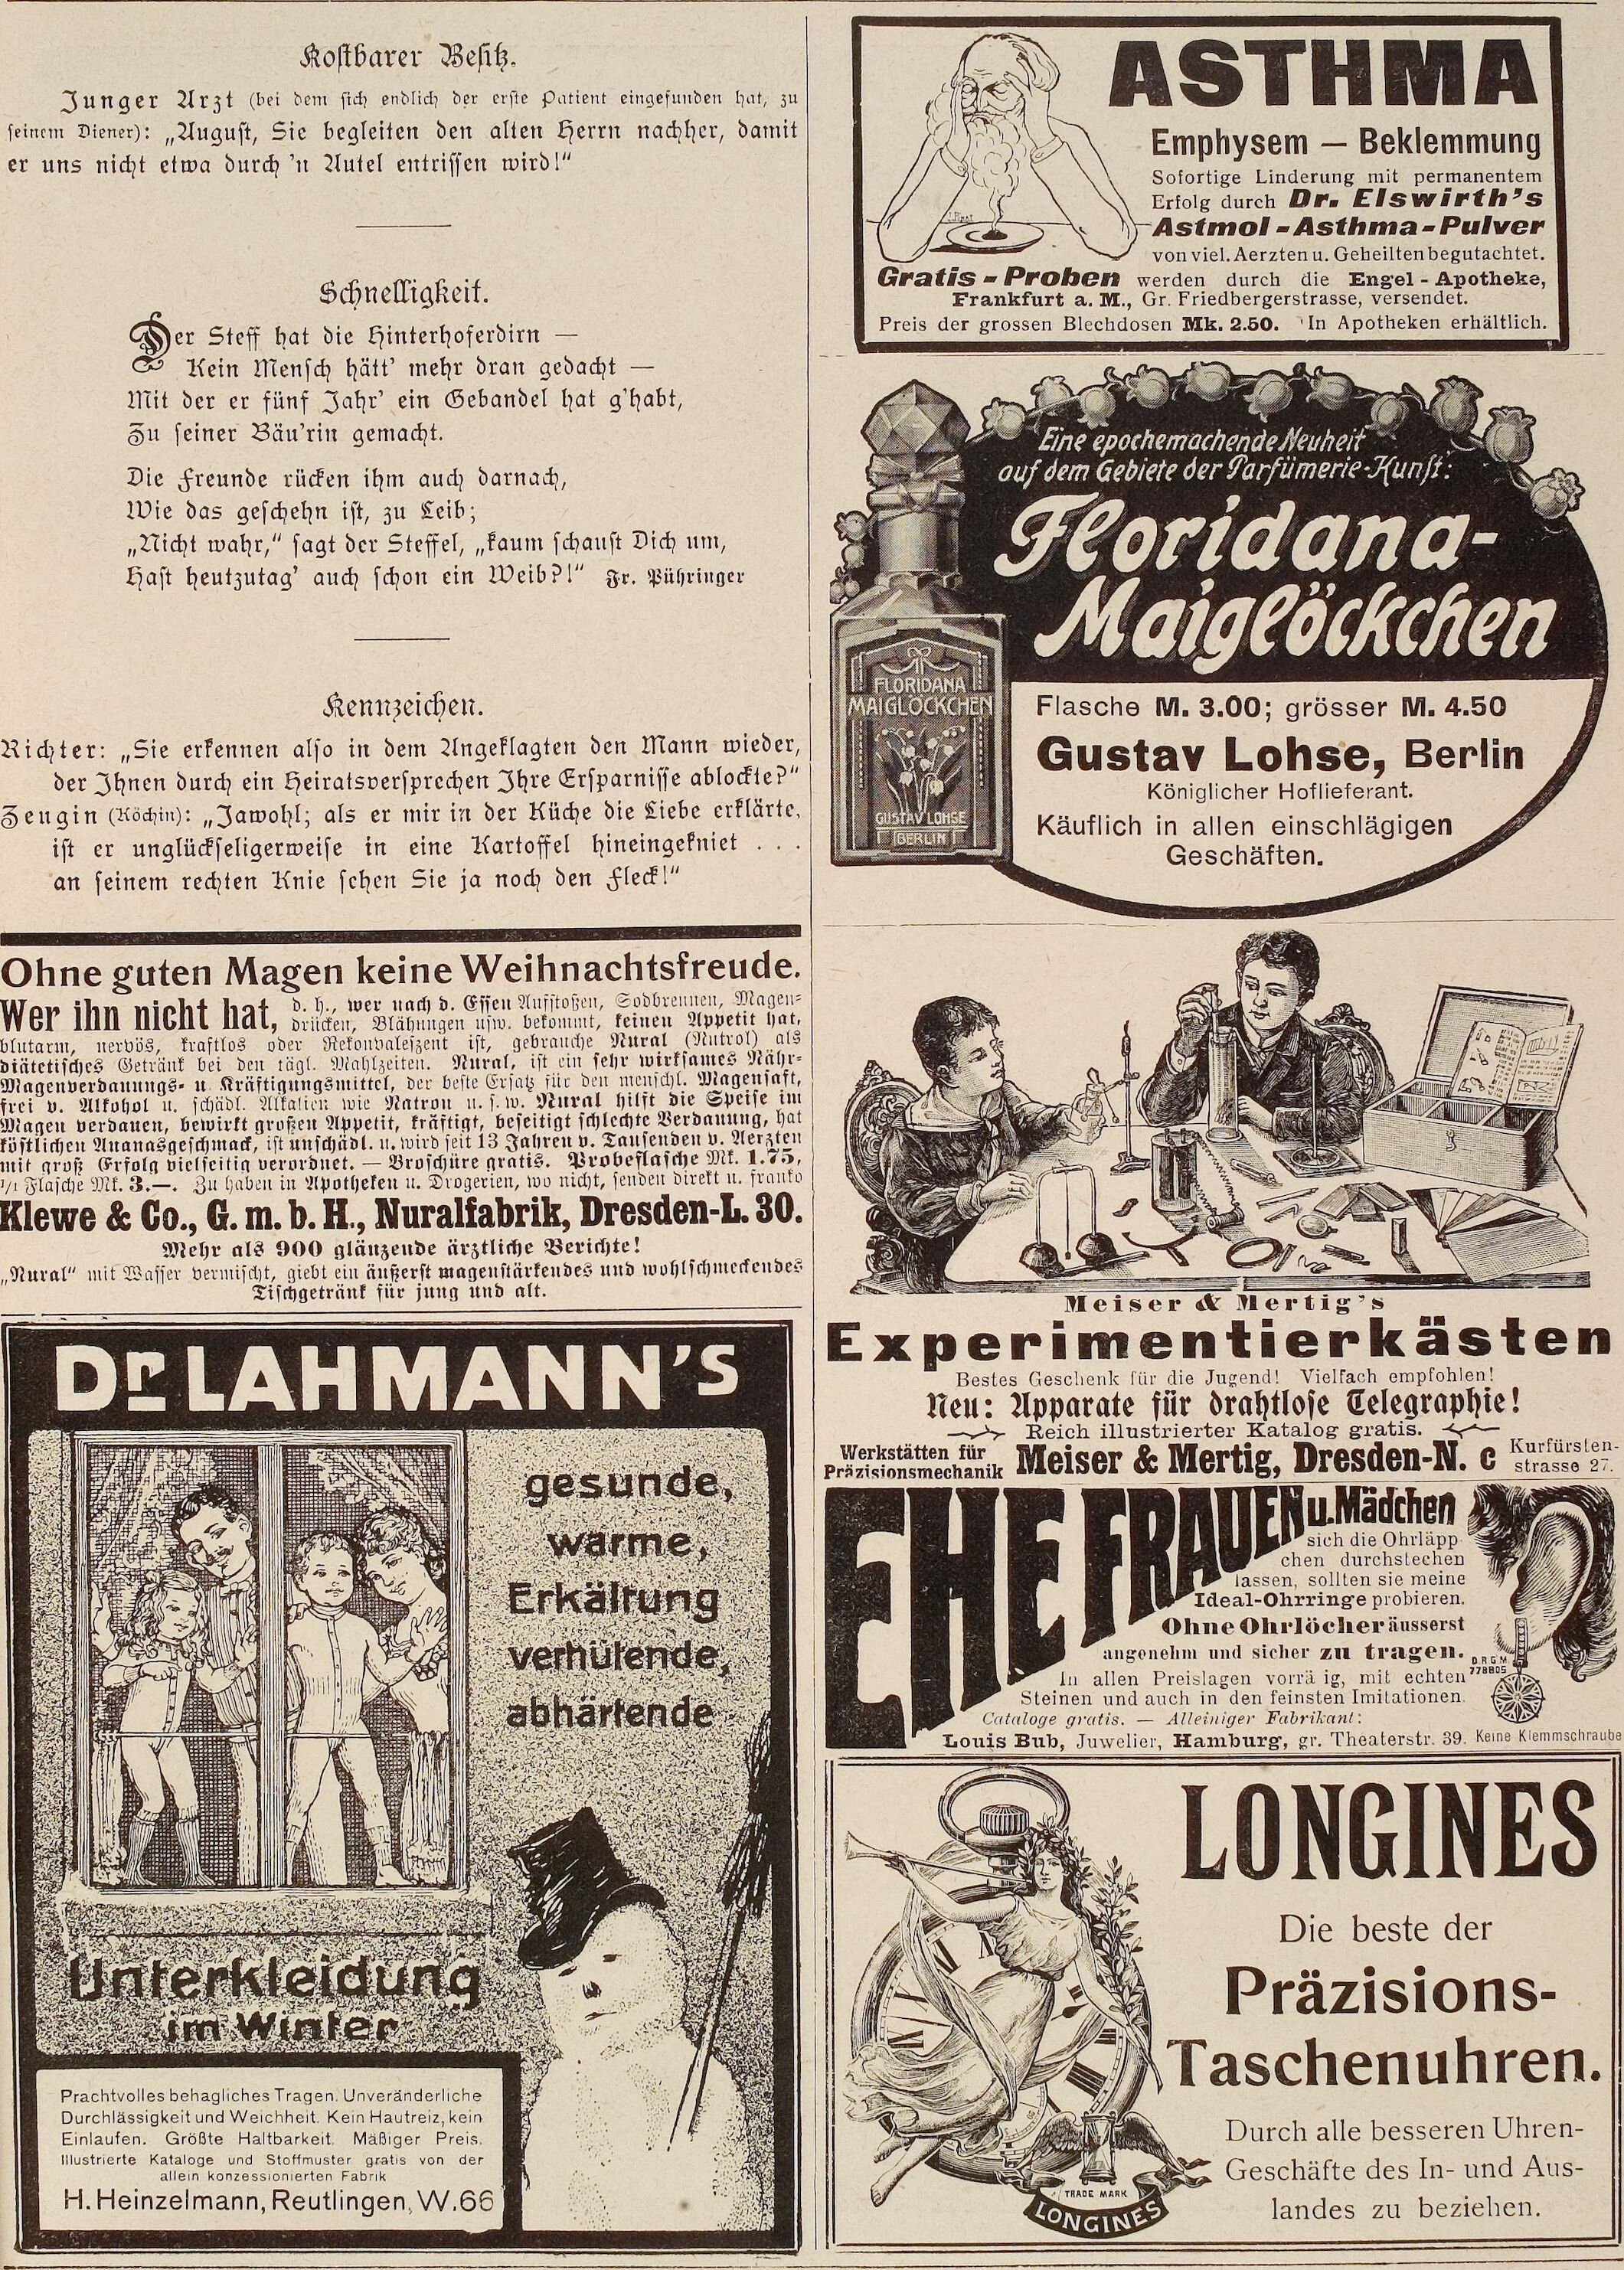 Kostbarer Besitz.
Junger Arzt (bei dem sich endlich der erste Patient eingefunden hat, zu
seinem Diener): „August, Sie begleiten den alten Herrn nachher, damit
er uns nicht etwa durch 'n Autel entrissen wird!“
Schnelligkeit.
Der Steff hat die Hinterhoferdirn —
Kein Mensch hätt' mehr dran gedacht —
Mit der er fünf Jahr' ein Gebandel hat g'habt,
Zu seiner Bäu'rin gemacht.
Die Freunde rücken ihm auch darnach,
Wie das geschehn ist, zu Leib;
„Nicht wahr,“ sagt der Steffel, „kaum schaust Dich um,
Hast heutzutag' auch schon ein Weib?!“ Fr. Pühringer
Kennzeichen.
Richter: „Sie erkennen also in dem Angeklagten den Mann wieder,
der Ihnen durch ein Heiratsversprechen Ihre Ersparnisse ablockte?“
Zeugin (Köchin): „Jawohl; als er mir in der Küche die Liebe erklärte,
ist er unglückseligerweise in eine Kartoffel hineingekniet . . .
an seinem rechten Knie sehen Sie ja noch den Fleck!“
Ohne guten Magen keine Weihnachtsfreude.
Wer ihn nicht hat, d. h., wer nach d. Essen Aufstoßen, Sodbrennen, Magen-
drücken, Blähungen usw. bekommt, keinen Appetit hat,
blutarm, nervös, kraftlos oder Rekonvaleszent ist, gebrauche Nural (Nutrol) als
diätetisches Getränk bei den tägl. Mahlzeiten. Nural, ist ein sehr wirksames Nähr-
Magenverdauungs- u. Kräftigungsmittel, der beste Ersatz für den menschl. Magensaft,
frei v. Alkohol u. schädl. Alkalien wie Natron u. s. w. Nural hilft die Speise im
Magen verdauen, bewirkt großen Appetit, kräftigt, beseitigt schlechte Verdauung, hat
köstlichen Ananasgeschmack, ist unschädl. u. wird seit 13 Jahren v. Tausenden v. Aerzten
mit groß Erfolg vielseitig verordnet. — Broschüre gratis. Probeflasche Mk. 1.75,
1/1 Flasche Mk. 3.—. Zu haben in Apotheken u. Drogerien, wo nicht, senden direkt u. franko
Klewe & Co., G. m. b. H., Nuralfabrik, Dresden-L. 30.
Mehr als 900 glänzende ärztliche Berichte!
„Nural“ mit Wasser vermischt, giebt ein äußerst magenstärkendes und wohlschmeckendes
Tischgetränk für jung und alt.
Dr. LAHMANN'S
gesunde,
warme,
Erkältung
verhütende,
abhärtende
Unterkleidung
im Winter
Prachtvolles behagliches Tragen. Unveränderliche
Durchlässigkeit und Weichheit. Kein Hautreiz, kein
Einlaufen. Größte Haltbarkeit. Mäßiger Preis.
Illustrierte Kataloge und Stoffmuster gratis von der
allein konzessionierten Fabrik
H. Heinzelmann, Reutlingen, W.66
ASTHMA
Emphysem — Beklemmung
Sofortige Linderung mit permanentem
Erfolg durch Dr. Elswirth's
Astmol-Asthma-Pulver
von viel. Aerzten u. Geheilten begutachtet.
Gratis-Proben werden durch die Engel-Apotheke,
Frankfurt a. M., Gr. Friedbergerstrasse, versendet.
Preis der grossen Blechdosen Mk. 2.50. In Apotheken erhältlich.
Eine epochemachende Neuheit
auf dem Gebiete der Parfümerie-Kunst:
Floridana-
Maiglöckchen
FLORIDANA
MAIGLÖCKCHEN
GUSTAV LOHSE
BERLIN
Flasche M. 3.00; grösser M. 4.50
Gustav Lohse, Berlin
Königlicher Hoflieferant.
Käuflich in allen einschlägigen
Geschäften.
Meiser & Mertig's
Experimentierkästen
Bestes Geschenk für die Jugend! Vielfach empfohlen!
Neu: Apparate für drahtlose Telegraphie!
Reich illustrierter Katalog gratis.
Werkstätten für
Präzisionsmechanik Meiser & Mertig, Dresden-N. c Kurfürsten-
strasse 27.
EHE FRAUEN u. Mädchen
sich die Ohrläpp
chen durchstechen
lassen, sollten sie meine
Ideal-Ohrringe probieren.
Ohne Ohrlöcher äusserst
angenehm und sicher zu tragen.
D.R.G.M
778805
In allen Preislagen vorrä ig, mit echten
Steinen und auch in den feinsten Imitationen.
Cataloge gratis. — Alleiniger Fabrikant:
Louis Bub, Juwelier, Hamburg, gr. Theaterstr. 39. Keine Klemmschraube
LONGINES
Die beste der
Präzisions-
Taschenuhren.
Durch alle besseren Uhren-
Geschäfte des In- und Aus-
landes zu beziehen.
TRADE MARK
LONGINES